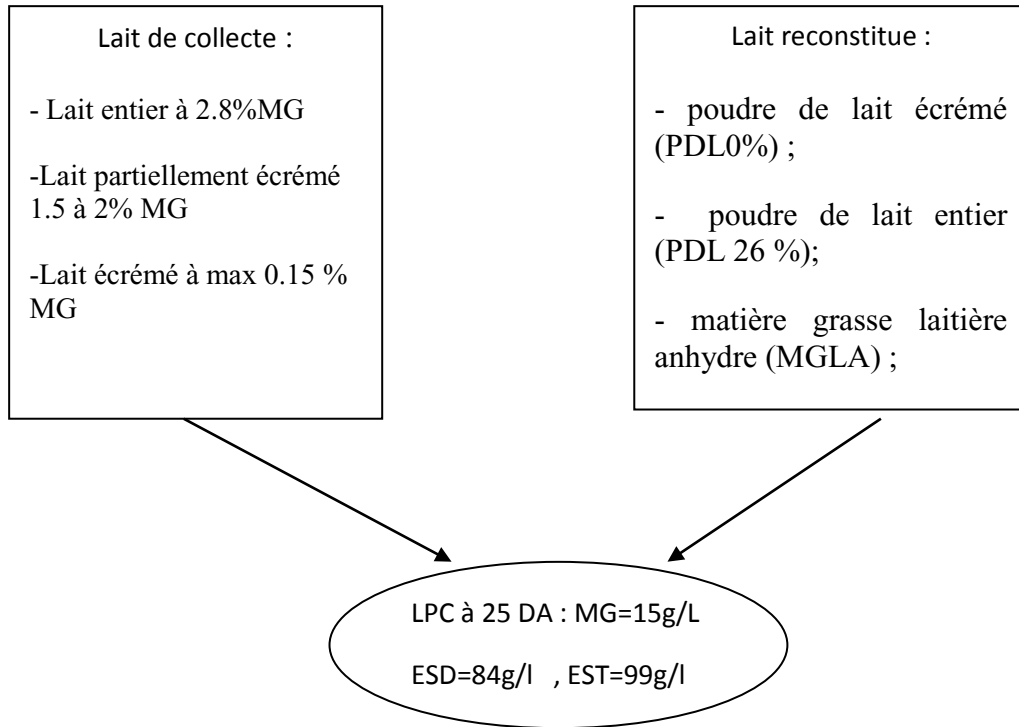 Lait de collecte :
- Lait entier à 2.8%MG
-Lait partiellement écrémé
1.5 à 2% MG
-Lait écrémé à max 0.15 %
MG
Lait reconstitue :
- poudre de lait écrémé
(PDL0%) ;
- poudre de lait entier
(PDL 26 %);
- matière grasse laitière
anhydre (MGLA) ;
LPC à 25 DA : MG=15g/L
ESD=84g/l , EST=99g/l